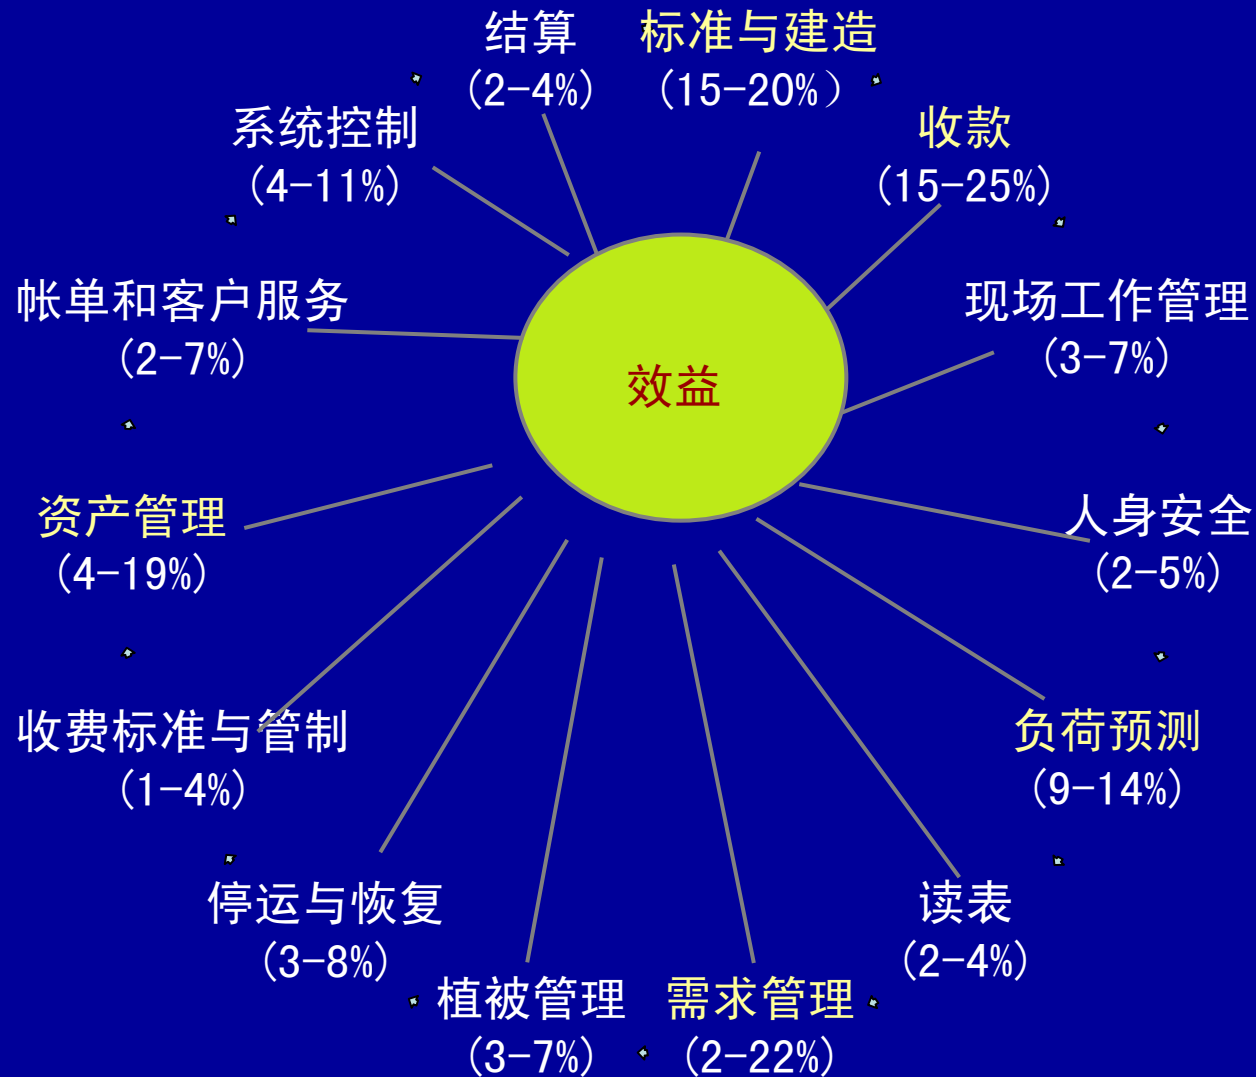 结算
(2-4%)
标准与建造
(15-20%）
收款
(15-25%)
系统控制
(4-11%)
帐单和客户服务
(2-7%)
现场工作管理
(3-7%)
效益
资产管理
(4-19%)
人身安全
(2-5%)
收费标准与管制
(1-4%)
负荷预测
(9-14%)
停运与恢复
(3-8%)
读表
(2-4%)
植被管理
(3-7%)
需求管理
(2-22%)